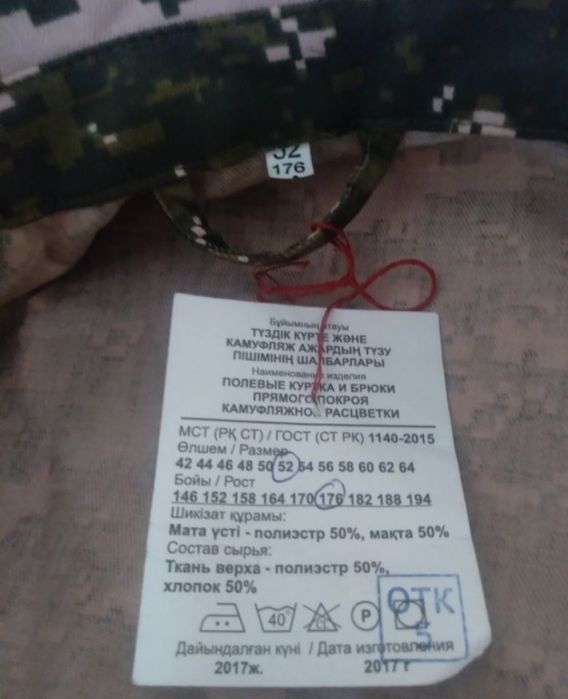 52
176
Бұйымның атауы
ТҮЗДІК КҮРТЕ ЖӘНЕ
КАМУФЛЯЖ АЖАРДЫҢ ТҮЗУ
ПІШІМІНІҢ ШАЛБАРЛАРЫ
Наименование изделия
ПОЛЕВЫЕ КУРТКА И БРЮКИ
ПРЯМОГО ПОКРОЯ
КАМУФЛЯЖНОЙ РАСЦВЕТКИ
МСТ (РҚ СТ) / ГОСТ (СТ РК) 1140-2015
Өлшем / Размер
42 44 46 48 50 52 54 56 58 60 62 64
Бойы / Рост
146 152 158 164 170 176 182 188 194
Шикізат құрамы:
Мата үсті - полиэстр 50%, мақта 50%
Состав сырья:
Ткань верха - полиэстр 50%,
хлопок 50%
40° Cl P
ОТК
5
Дайындалған күні / Дата изготовления
2017ж. 2017 г